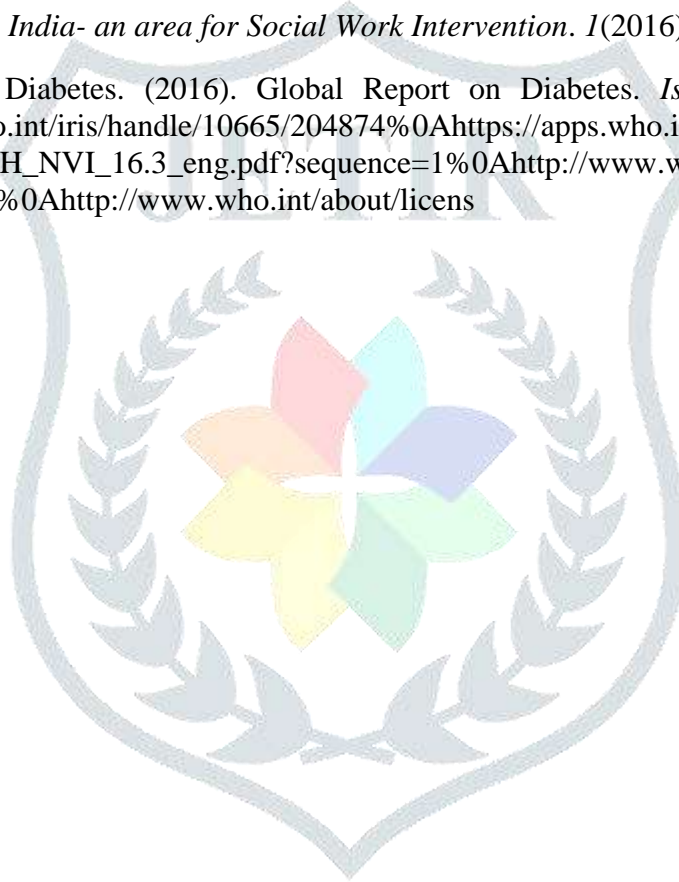 India- an area for Social Work Intervention. 1(2016)
Diabetes. (2016). Global Report on Diabetes. Is
o.int/iris/handle/10665/204874%0Ahttps://apps.who.i
H_NVI_16.3_eng.pdf?sequence=1%0Ahttp://www.w
%0Ahttp://www.who.int/about/licens
JETIR